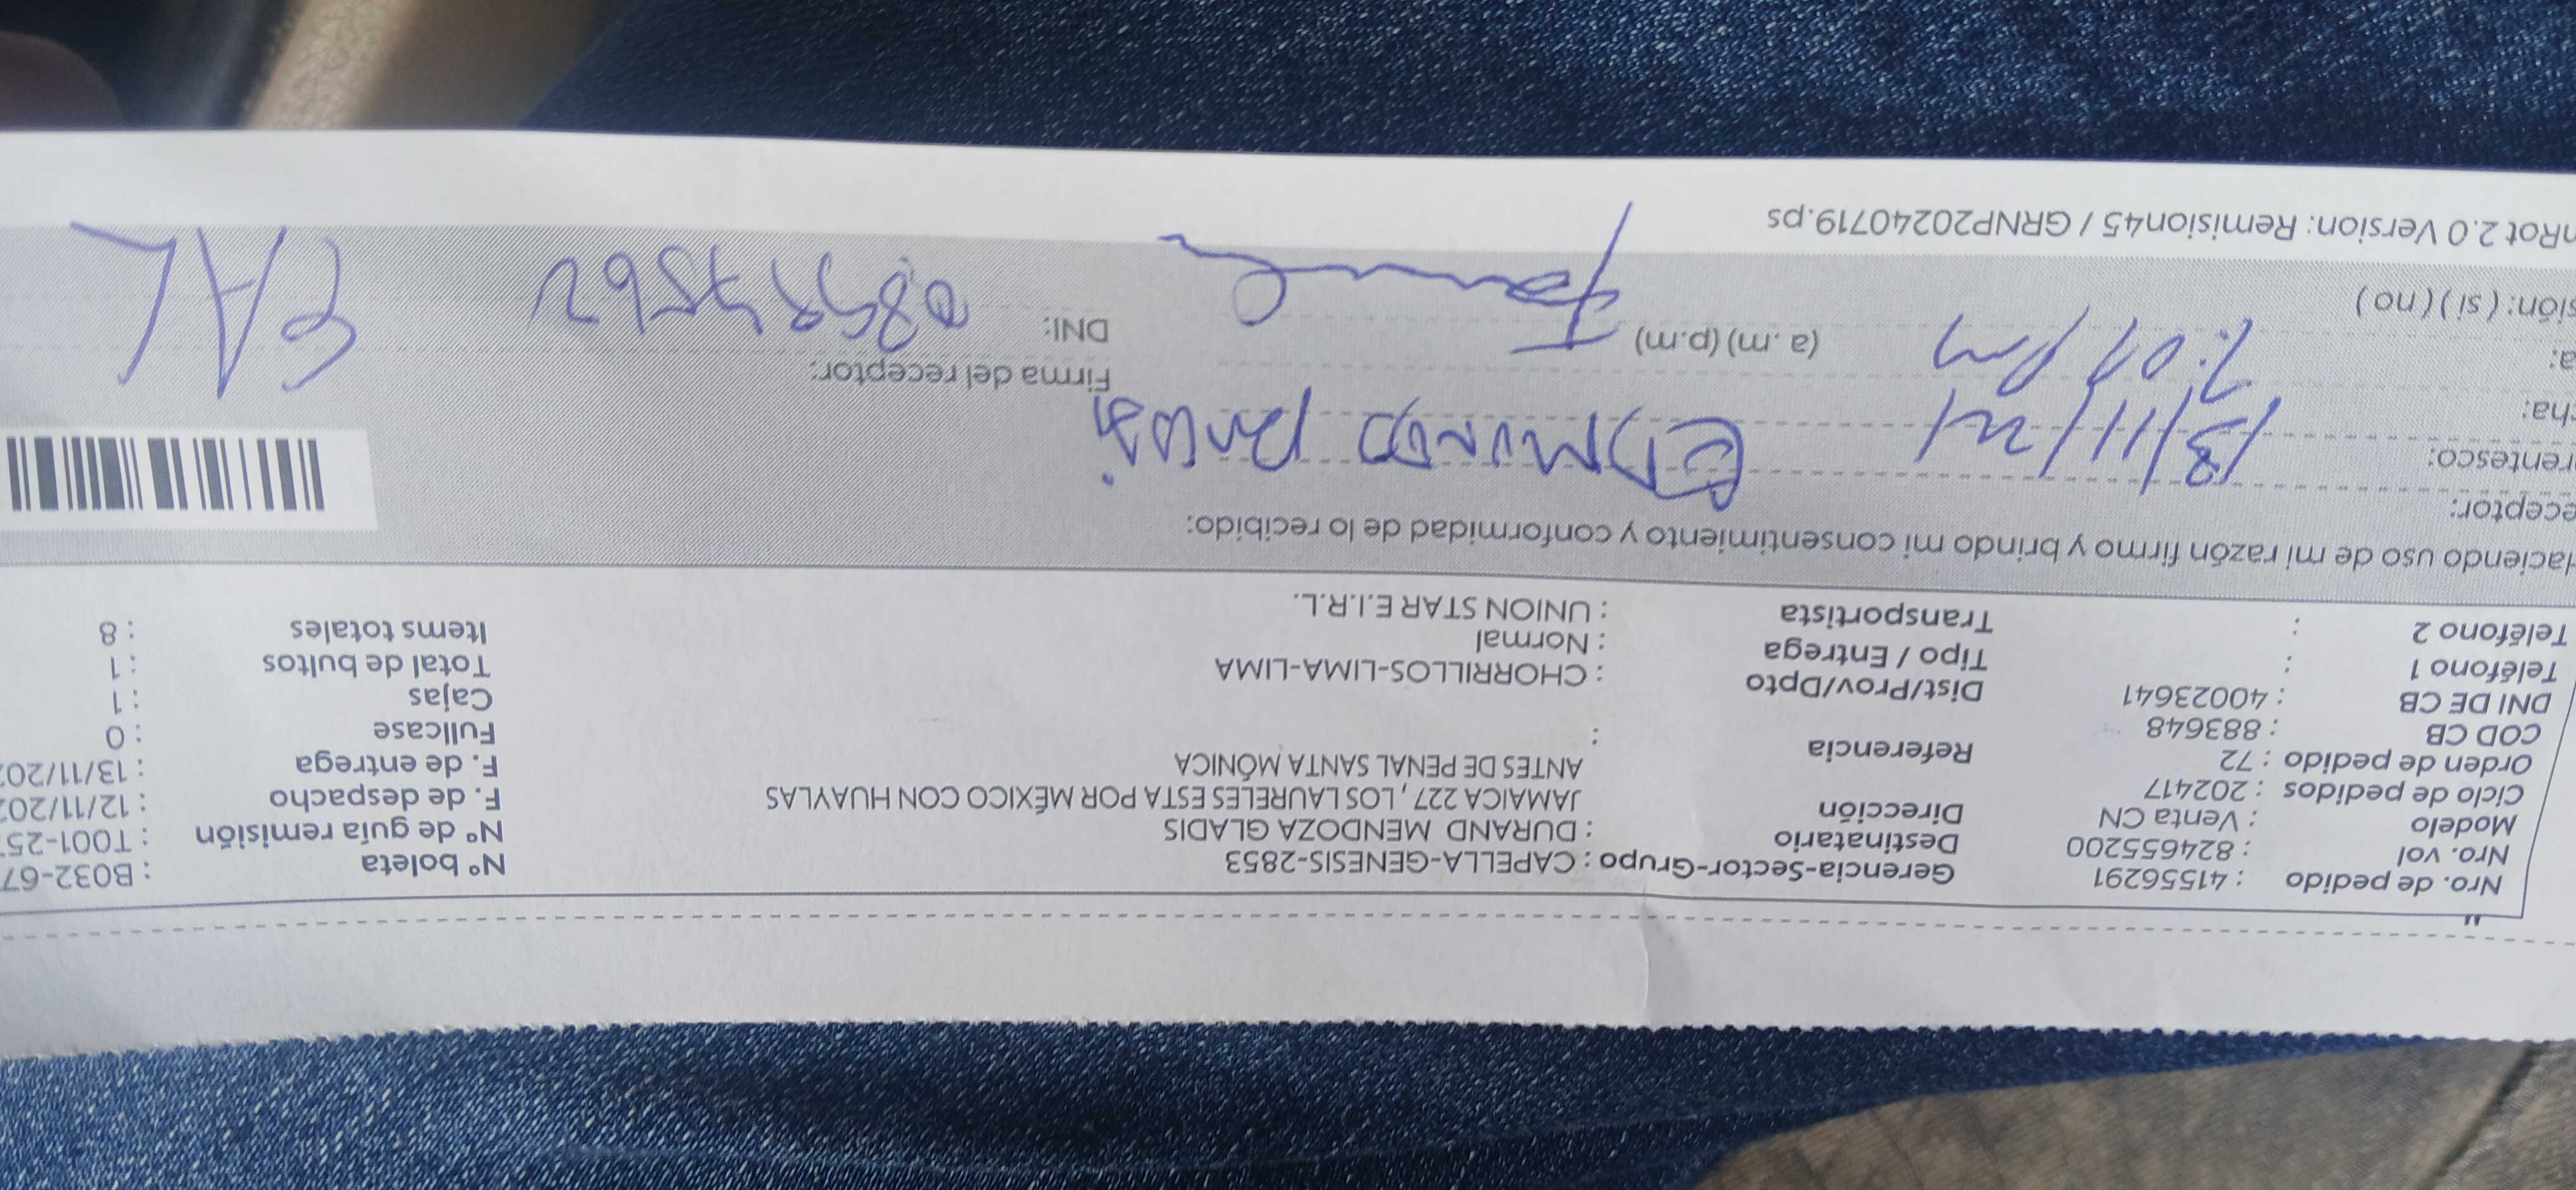 Nro. de pedido : 41556291 Gerencia-Sector-Grupo : CAPELLA-GENESIS-2853 Nº boleta : B032-67
Nro. vol : 824655200 Destinatario : DURAND MENDOZA GLADIS Nº de guía remisión : T001-25
Modelo : Venta CN Dirección JAMAICA 227 , LOS LAURELES ESTA POR MÉXICO CON HUAYLAS F. de despacho : 12/11/202
Ciclo de pedidos : 202417 ANTES DE PENAL SANTA MÓNICA F. de entrega : 13/11/202
Orden de pedido : 72 Referencia : Fullcase : 0
COD CB : 883648 Cajas : 1
DNI DE CB : 40023641 Dist/Prov/Dpto : CHORRILLOS-LIMA-LIMA Total de bultos : 1
Teléfono 1 : Tipo / Entrega : Normal Items totales : 8
Teléfono 2 : Transportista : UNION STAR E.I.R.L.
Haciendo uso de mi razón firmo y brindo mi consentimiento y conformidad de lo recibido:
eceptor:
rentesco: 13/11/24 EDMUNDO
cha: Firma del receptor:
a: 7:01 pm (a. m) (p.m) DNI:
sión: ( si ) ( no )
nRot 2.0 Version: Remision45 / GRNP20240719.ps